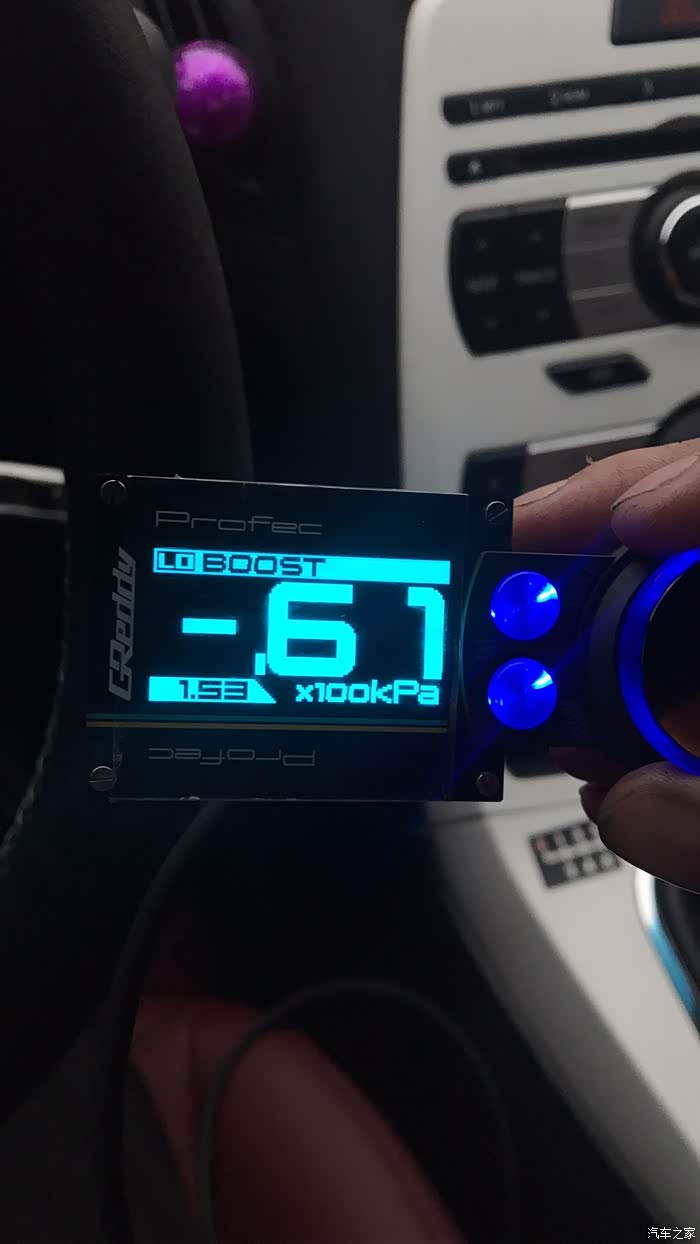 Profec
LO BOOST
-.61
1.53 x100kPa
GReddy
Profec
汽车之家